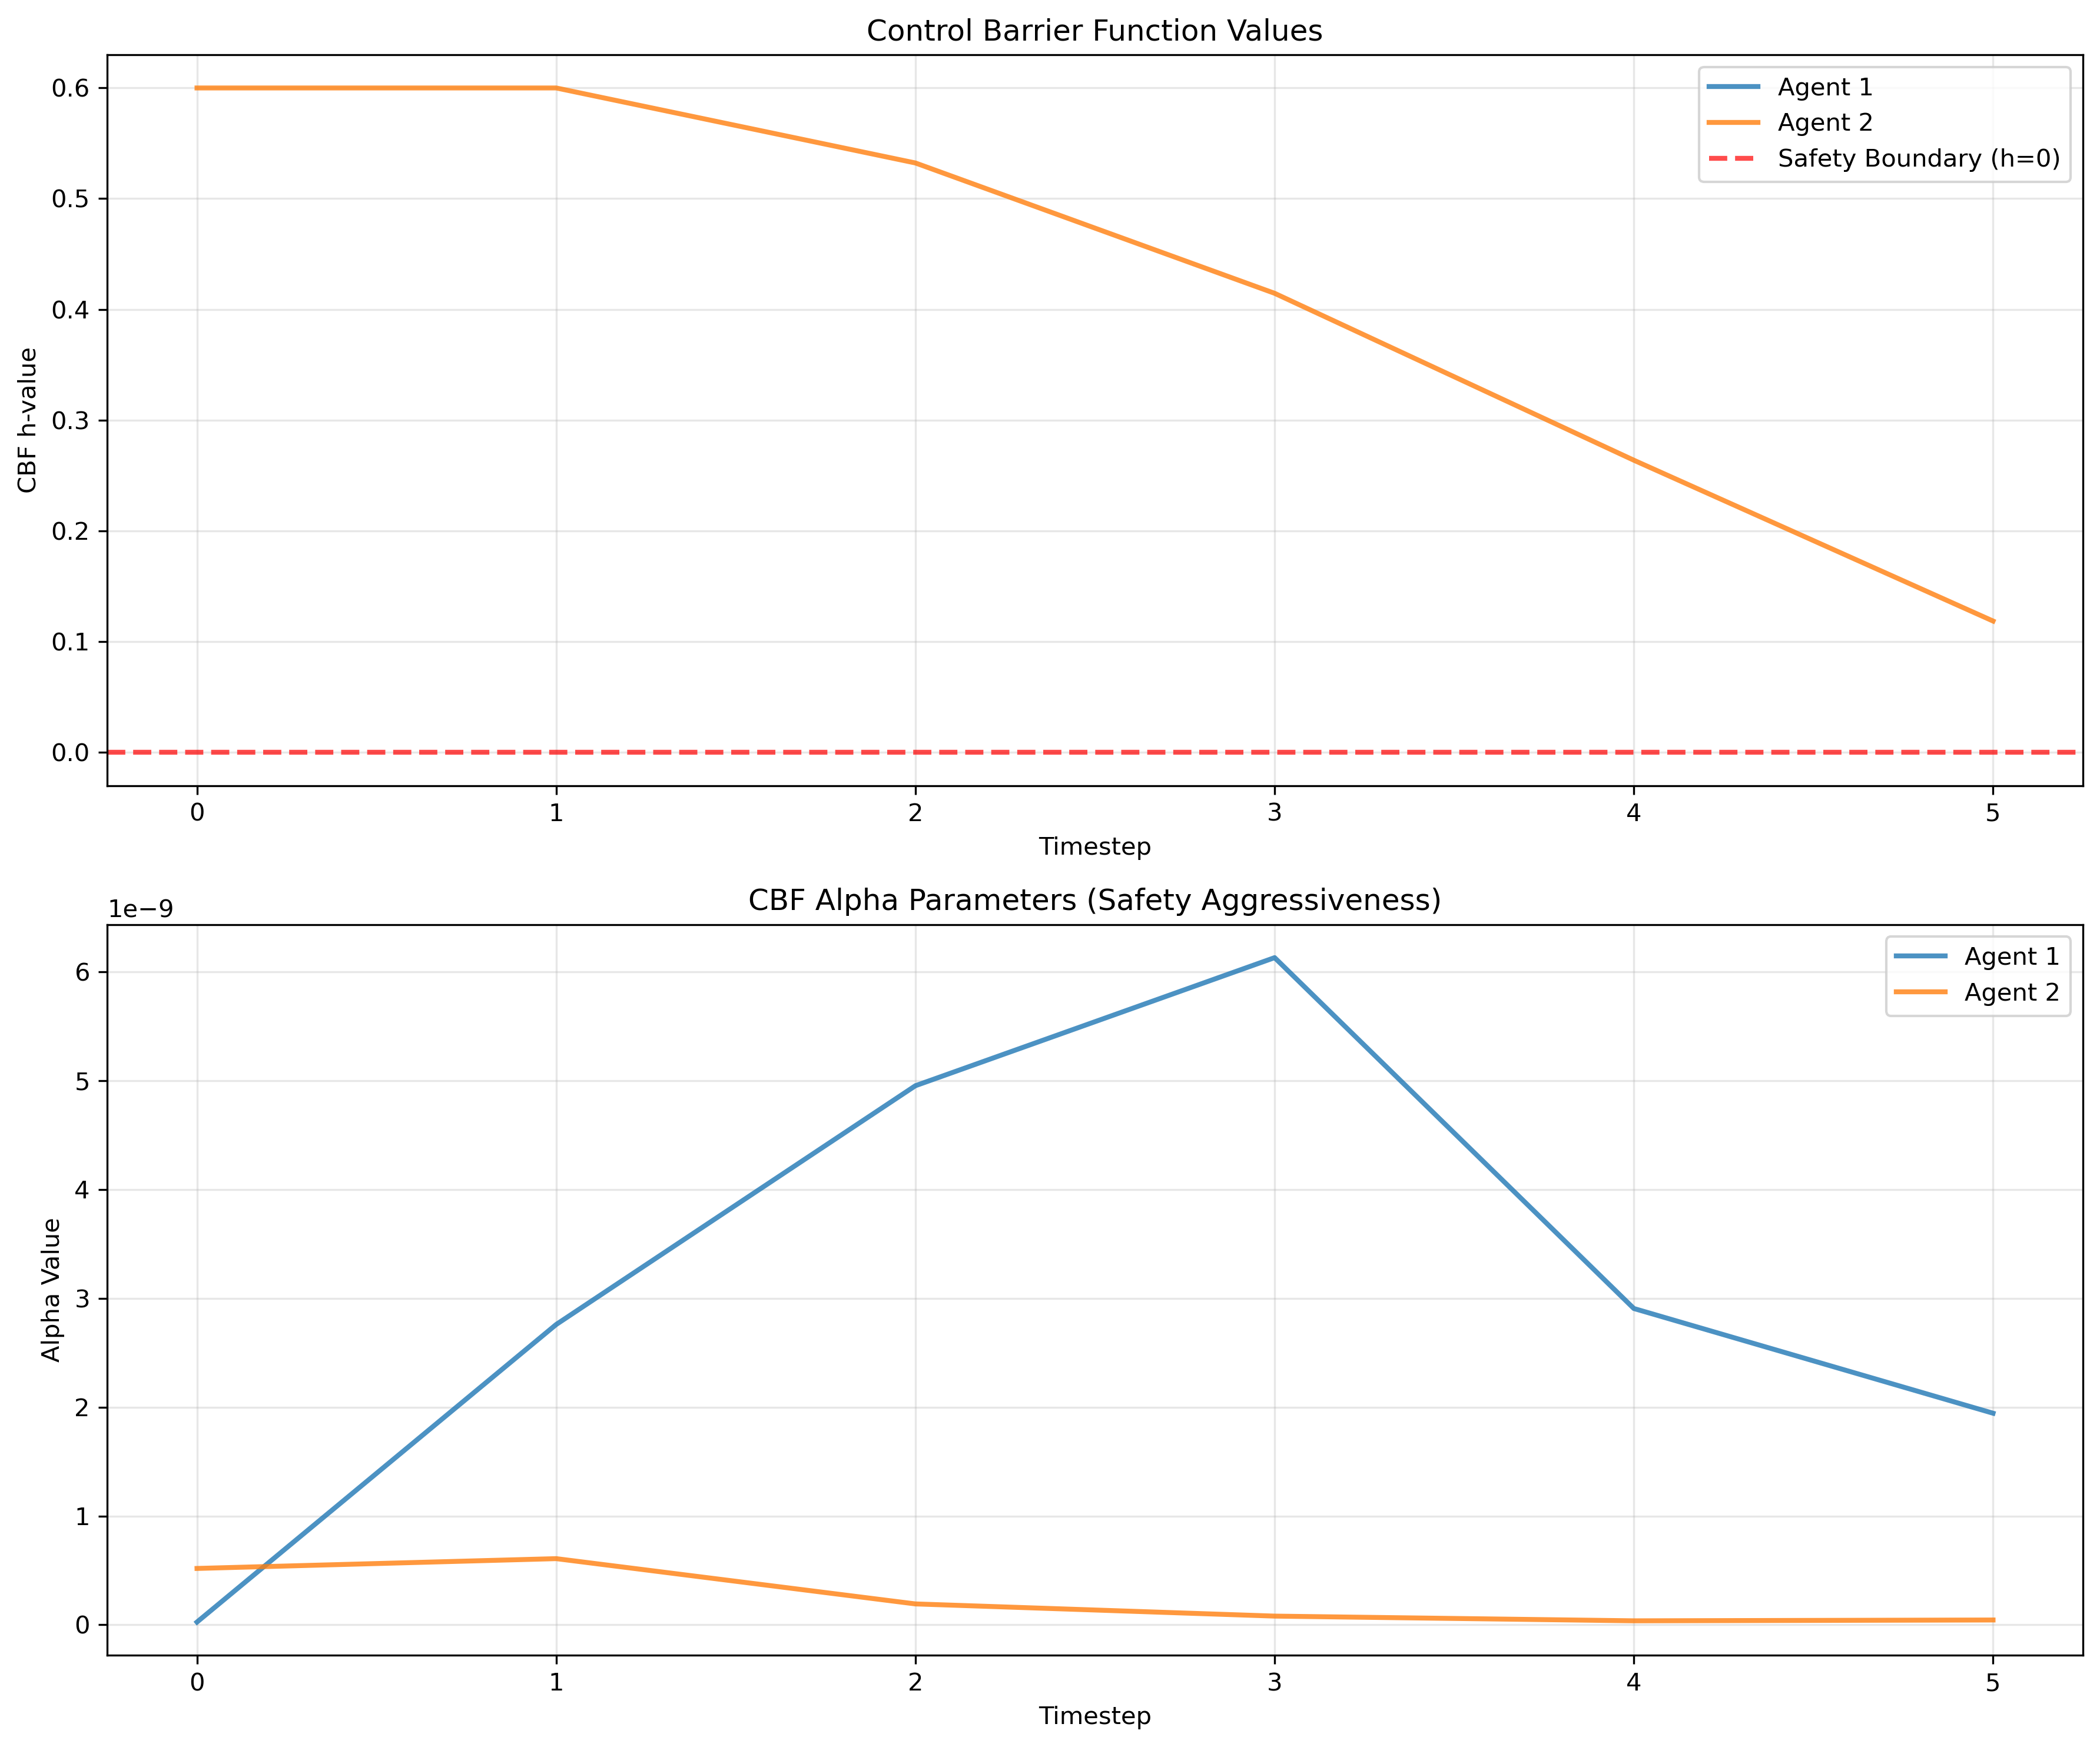 Control Barrier Function Values
0.6
0.5
0.4
0.3
0.2
0.1
0.0
CBF h-value
Agent 1
Agent 2
Safety Boundary (h=0)
0 1 2 3 4 5
Timestep
CBF Alpha Parameters (Safety Aggressiveness)
1e−9
6
5
4
3
2
1
0
Alpha Value
Agent 1
Agent 2
0 1 2 3 4 5
Timestep